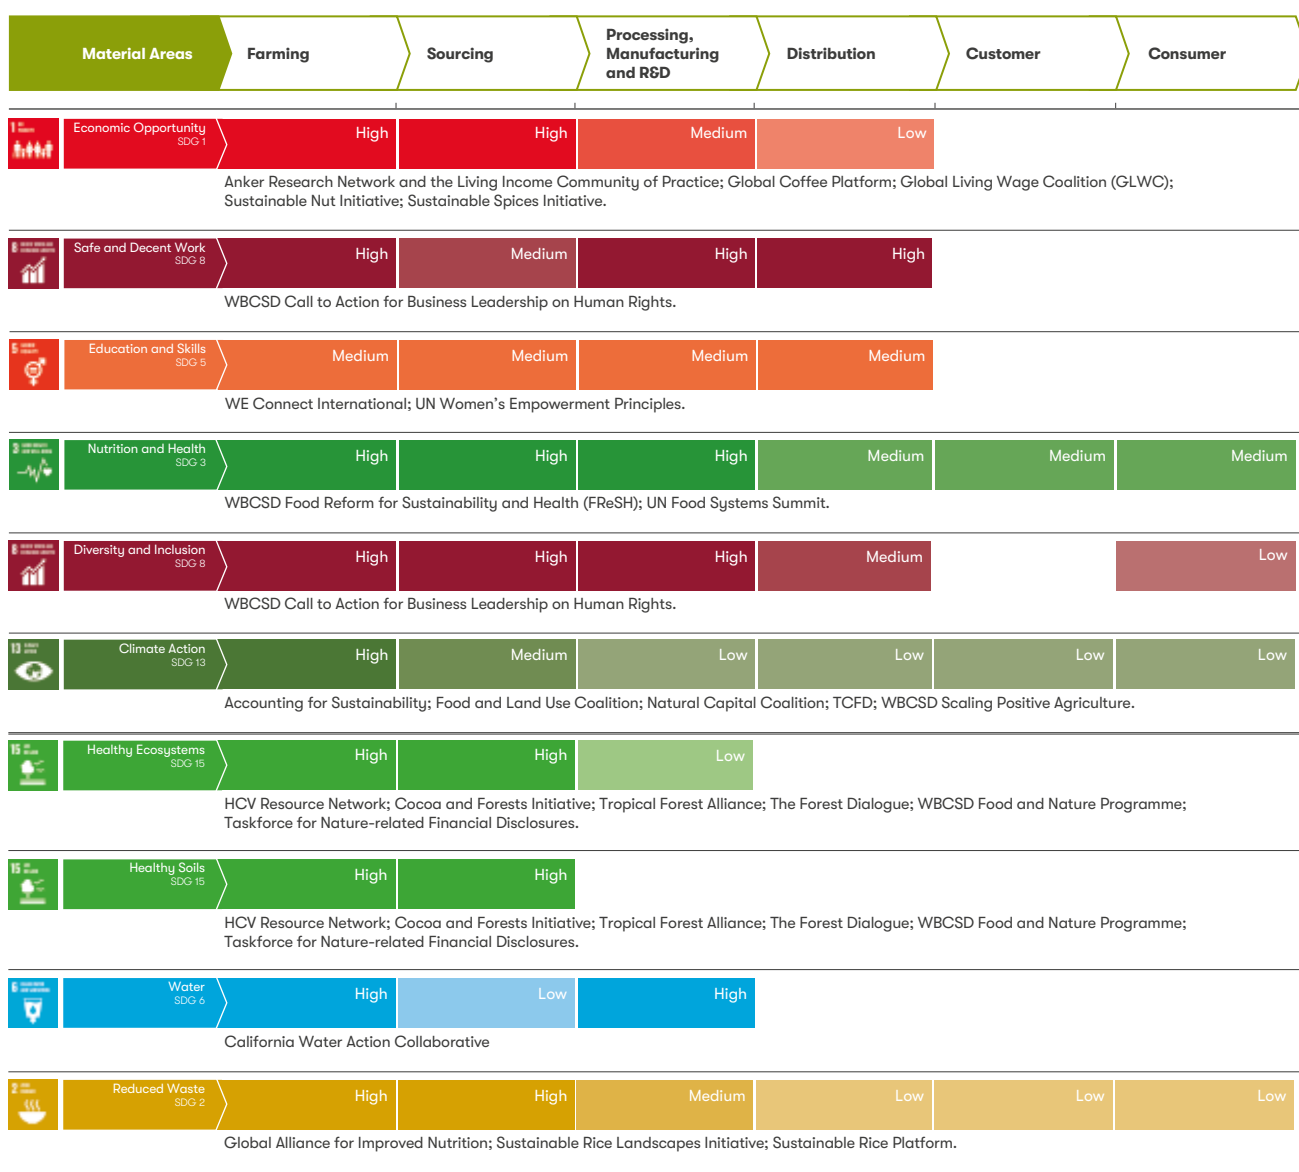 Material Areas
Farming
Sourcing
Processing,
Manufacturing
and R&D
Distribution
Customer
Consumer
1
Economic Opportunity
SDG 1
High
High
Medium
Low
Anker Research Network and the Living Income Community of Practice; Global Coffee Platform; Global Living Wage Coalition (GLWC);
Sustainable Nut Initiative; Sustainable Spices Initiative.
8
Safe and Decent Work
SDG 8
High
Medium
High
High
WBCSD Call to Action for Business Leadership on Human Rights.
5
Education and Skills
SDG 5
Medium
Medium
Medium
Medium
WE Connect International; UN Women’s Empowerment Principles.
3
Nutrition and Health
SDG 3
High
High
High
Medium
Medium
Medium
WBCSD Food Reform for Sustainability and Health (FReSH); UN Food Systems Summit.
8
Diversity and Inclusion
SDG 8
High
High
High
Medium
Low
WBCSD Call to Action for Business Leadership on Human Rights.
13
Climate Action
SDG 13
High
Medium
Low
Low
Low
Low
Accounting for Sustainability; Food and Land Use Coalition; Natural Capital Coalition; TCFD; WBCSD Scaling Positive Agriculture.
15
Healthy Ecosystems
SDG 15
High
High
Low
HCV Resource Network; Cocoa and Forests Initiative; Tropical Forest Alliance; The Forest Dialogue; WBCSD Food and Nature Programme;
Taskforce for Nature-related Financial Disclosures.
15
Healthy Soils
SDG 15
High
High
HCV Resource Network; Cocoa and Forests Initiative; Tropical Forest Alliance; The Forest Dialogue; WBCSD Food and Nature Programme;
Taskforce for Nature-related Financial Disclosures.
6
Water
SDG 6
High
Low
High
California Water Action Collaborative
2
Reduced Waste
SDG 2
High
High
Medium
Low
Low
Low
Global Alliance for Improved Nutrition; Sustainable Rice Landscapes Initiative; Sustainable Rice Platform.